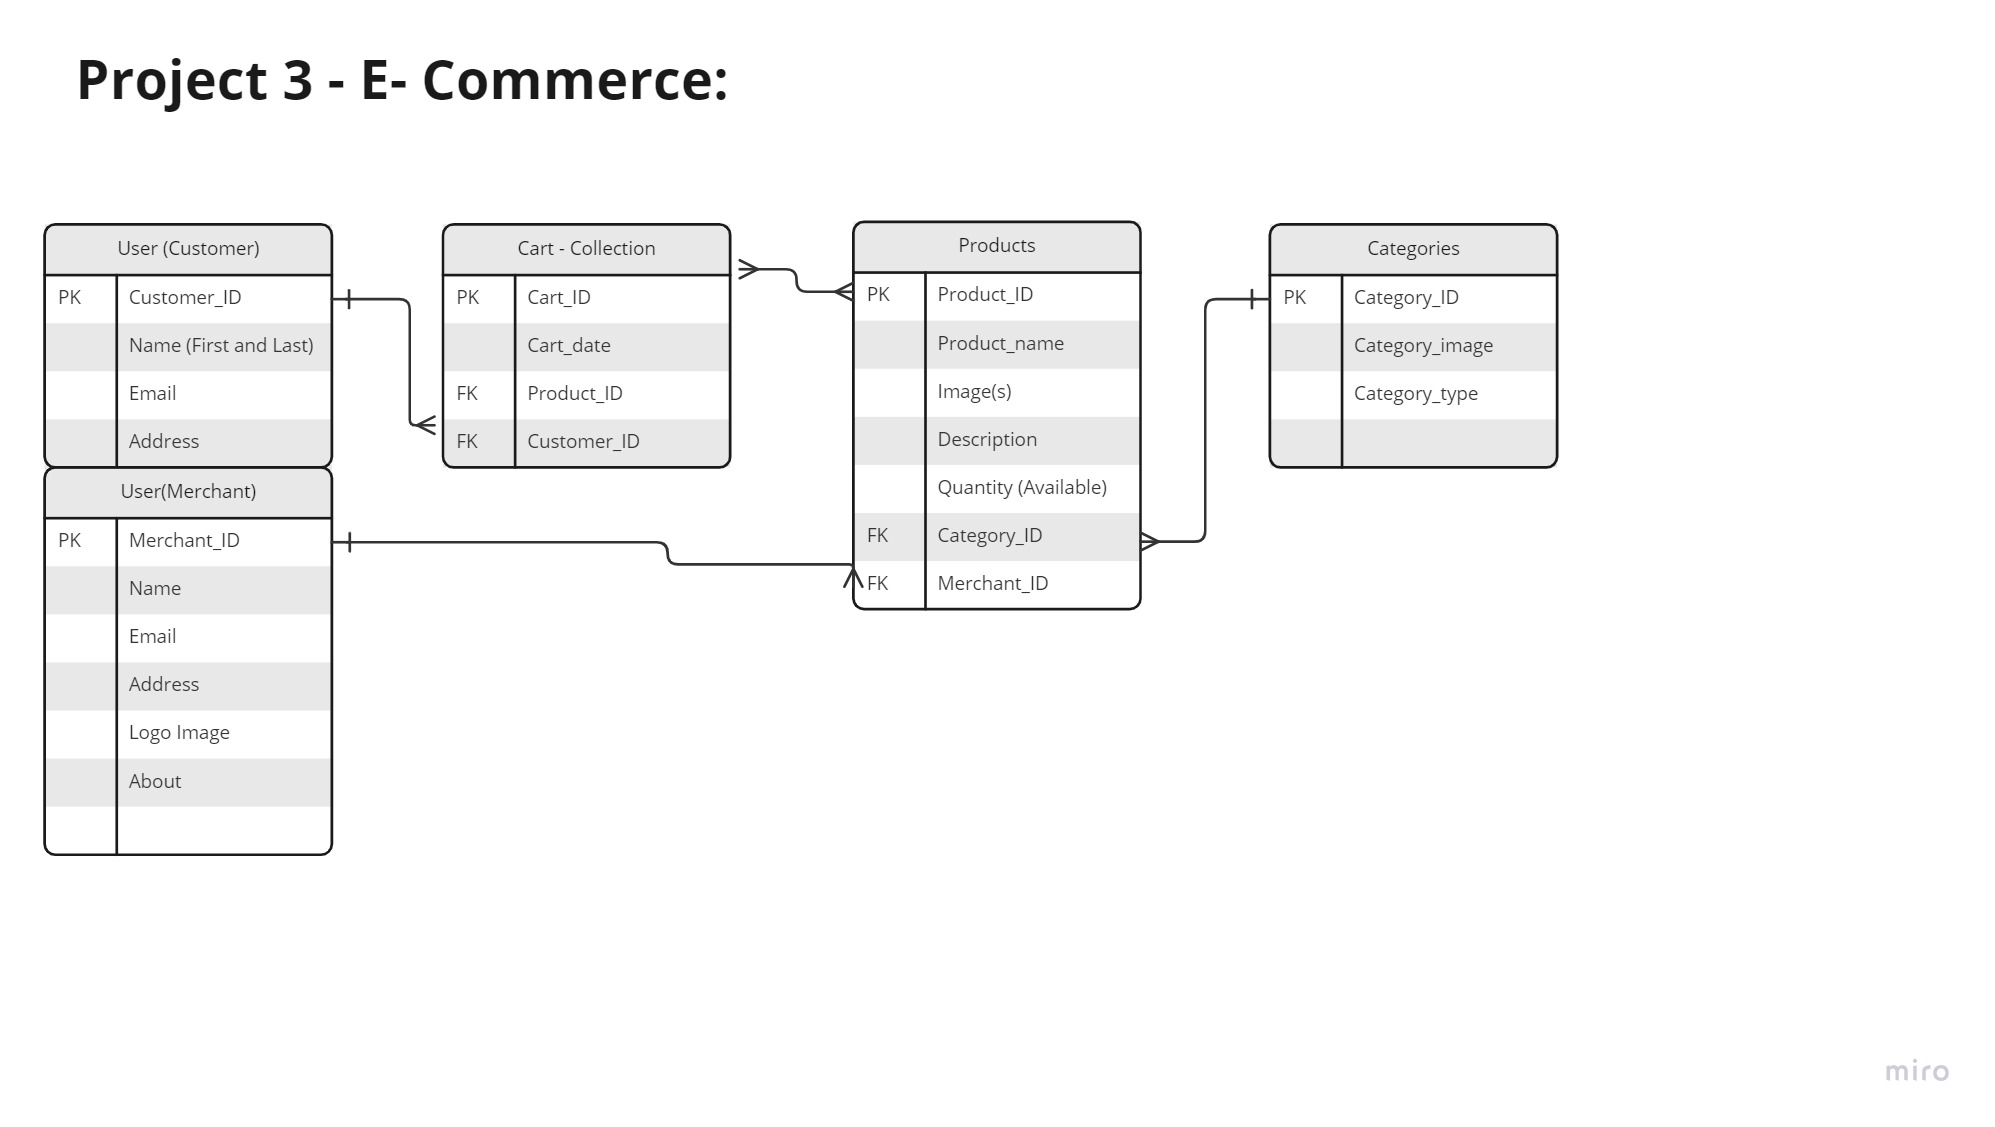 Project 3 - E- Commerce:
User (Customer)
PK Customer_ID
Name (First and Last)
Email
Address
User(Merchant)
PK Merchant_ID
Name
Email
Address
Logo Image
About
Cart - Collection
PK Cart_ID
Cart_date
FK Product_ID
FK Customer_ID
Products
PK Product_ID
Product_name
Image(s)
Description
Quantity (Available)
FK Category_ID
FK Merchant_ID
Categories
PK Category_ID
Category_image
Category_type
miro